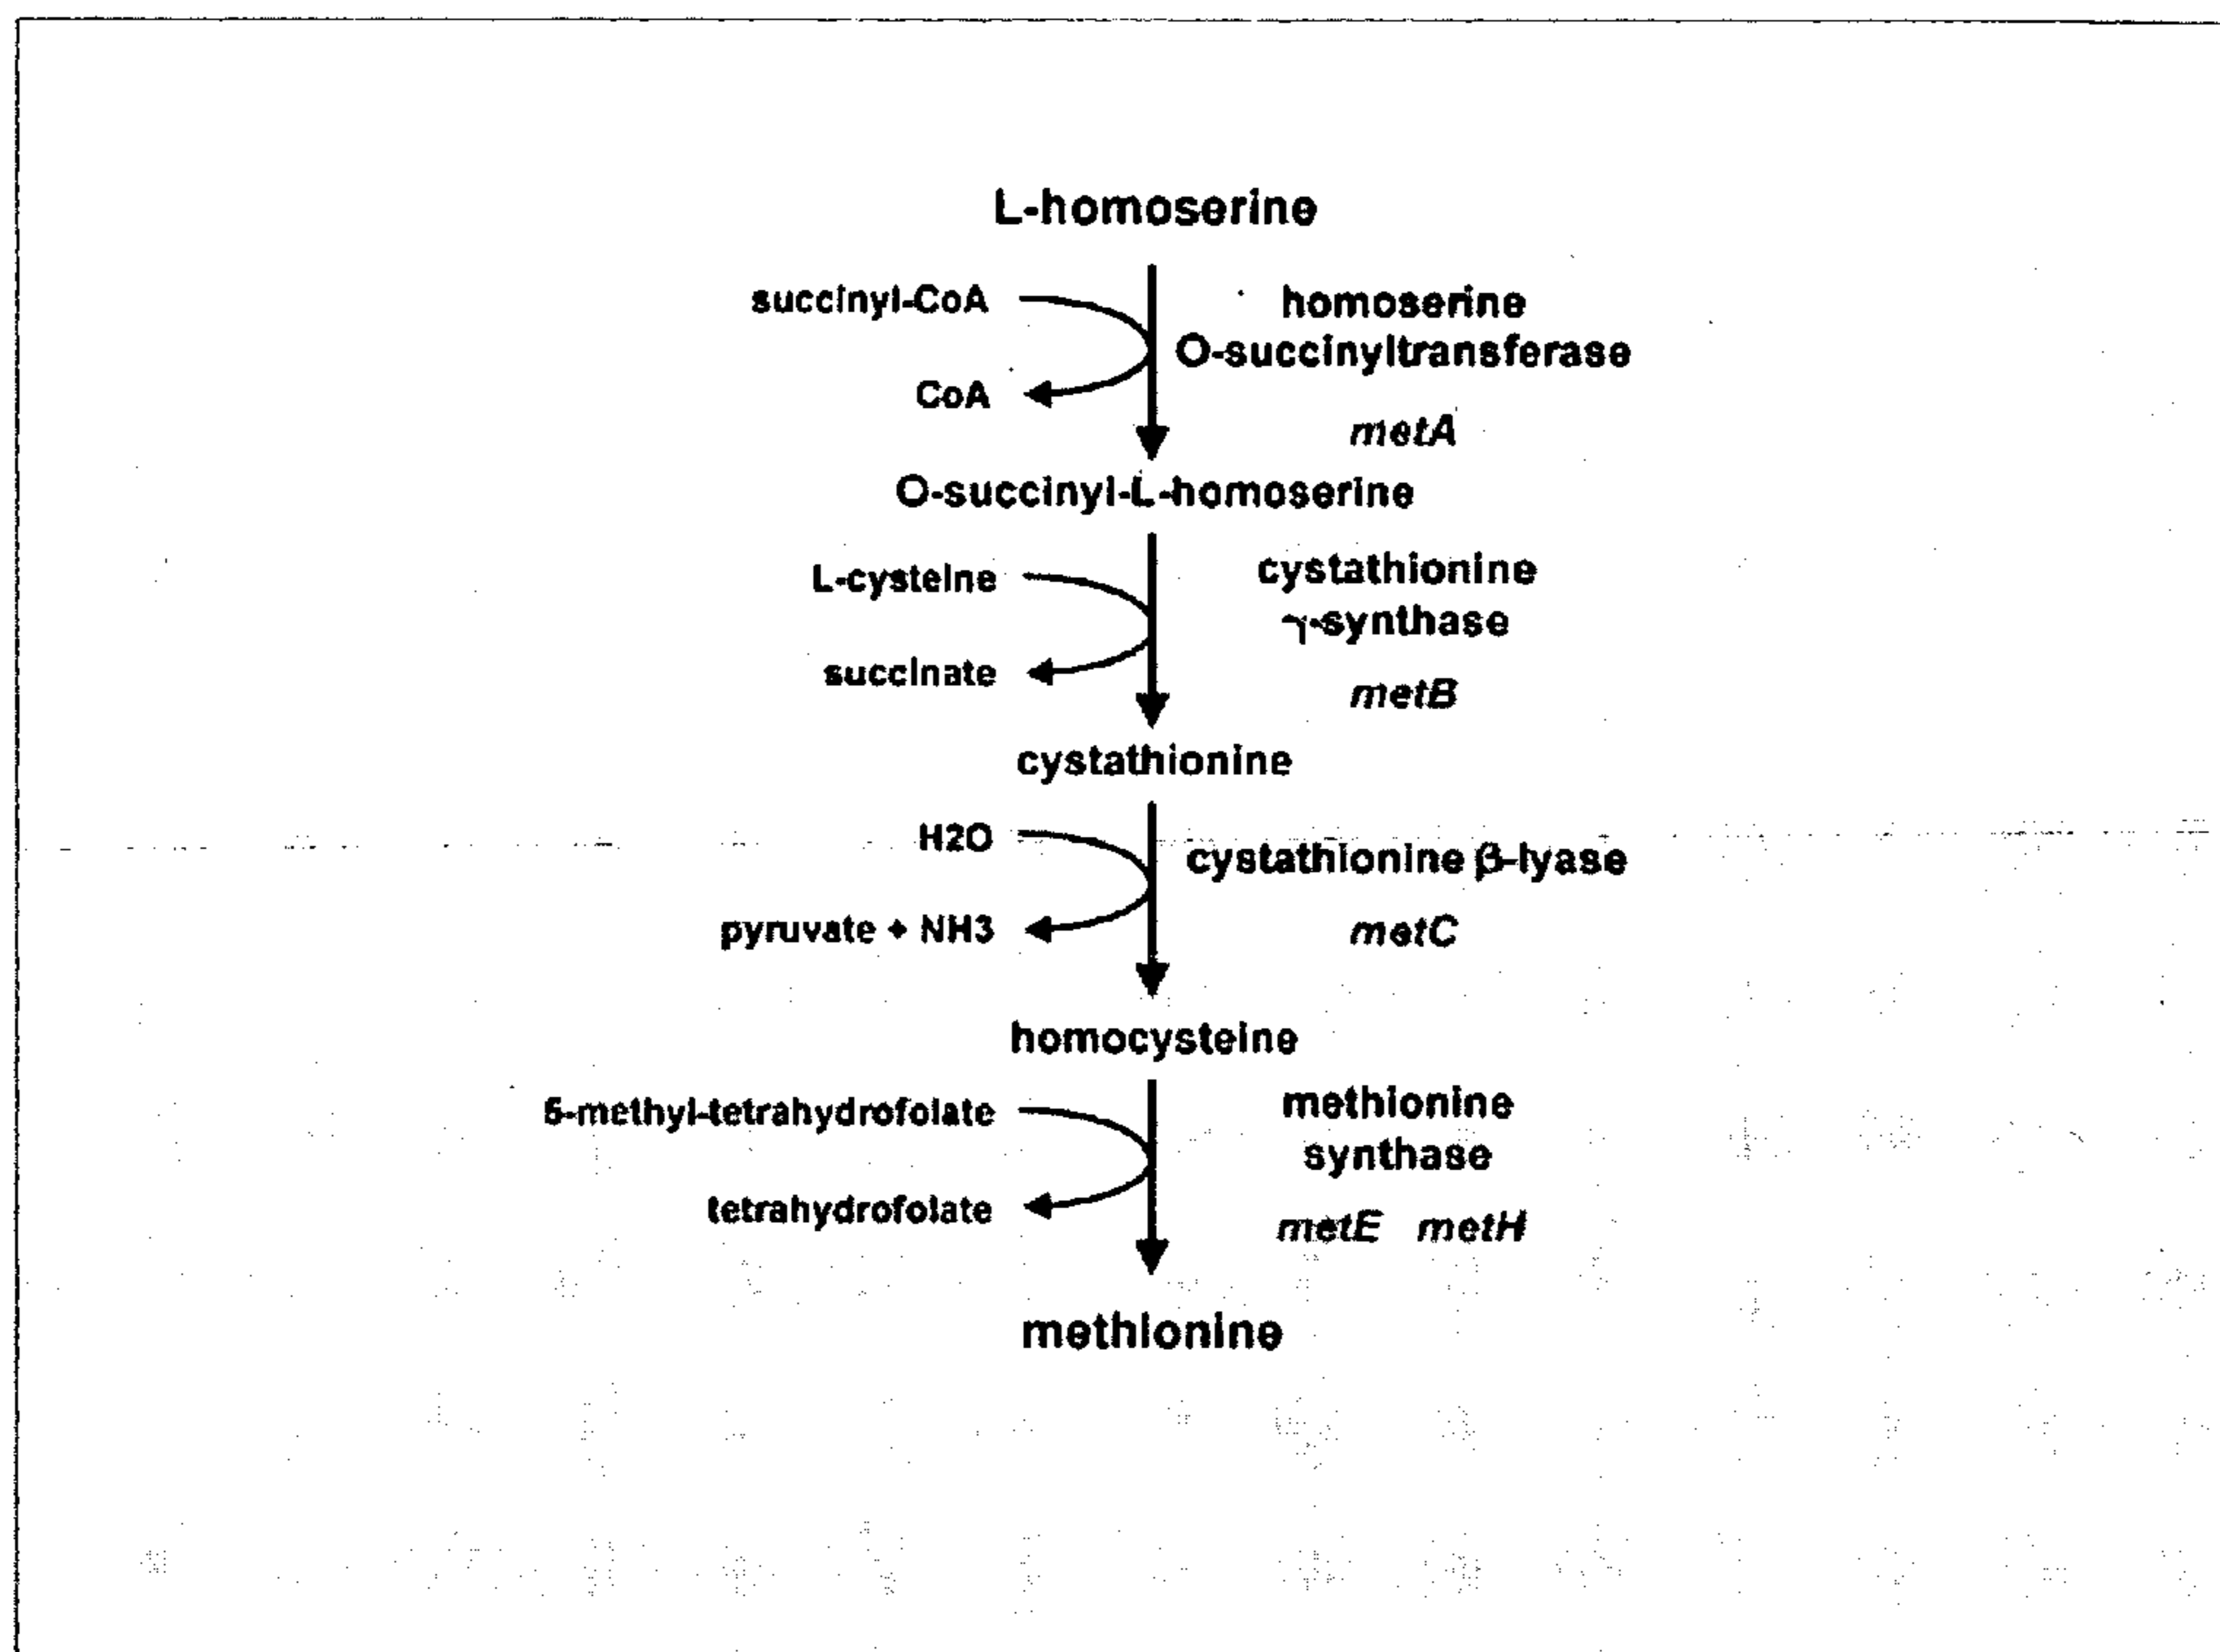 L-homoserine
succinyl-CoA
homoserine
O-succinyltransferase
CoA
metA
O-succinyl-L-homoserine
L-cysteine
cystathionine
γ-synthase
succinate
metB
cystathionine
H2O
cystathionine β-lyase
pyruvate + NH3
metC
homocysteine
5-methyl-tetrahydrofolate
methionine
synthase
tetrahydrofolate
metE metH
methionine